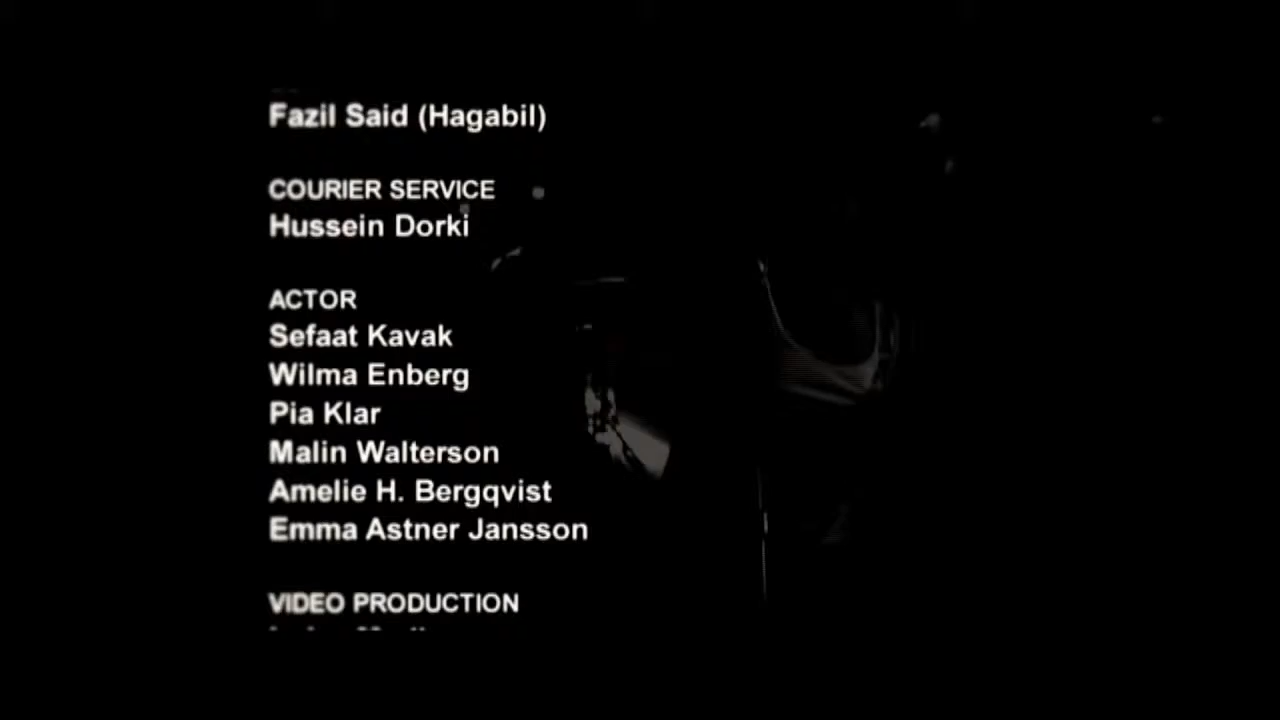 Fazil Said (Hagabil)
COURIER SERVICE
Hussein Dorki
ACTOR
Sefaat Kavak
Wilma Enberg
Pia Klar
Malin Walterson
Amelie H. Bergqvist
Emma Astner Jansson
VIDEO PRODUCTION